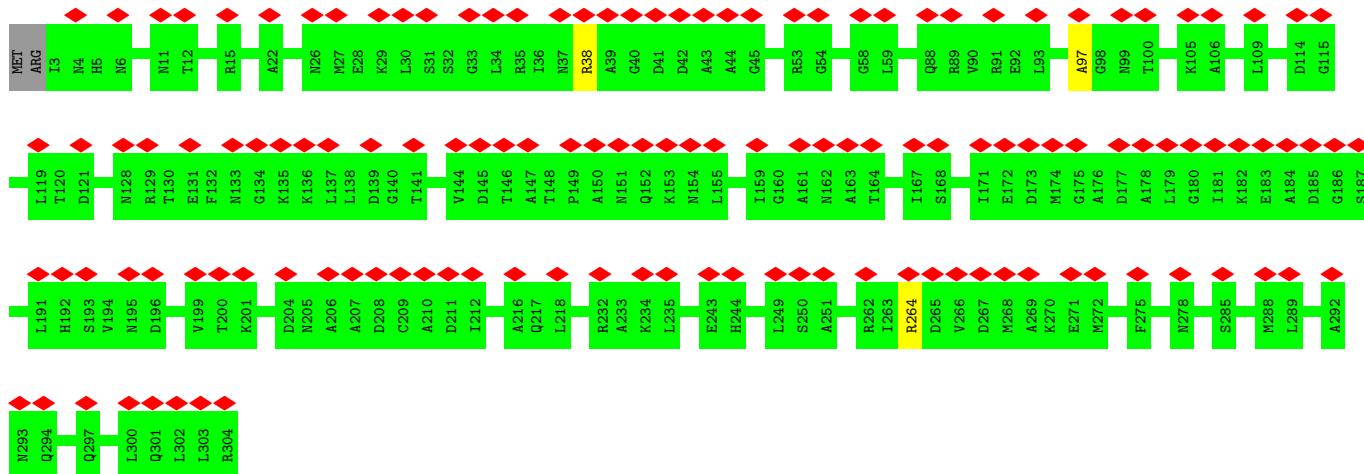 MET ARG I3 N4 H5 N6 N11 T12 R15 A22 N26 M27 E28 K29 L30 S31 S32 G33 L34 R35 I36 N37 R38 A39 G40 D41 D42 A43 A44 G45 R53 G54 G58 L59 Q88 R89 V90 R91 E92 L93 A97 G98 N99 T100 K105 A106 L109 D114 G115
L119 T120 D121 N128 R129 T130 E131 F132 N133 G134 K135 K136 L137 L138 D139 G140 T141 V144 D145 T146 A147 T148 P149 A150 N151 Q152 K153 N154 L155 I159 G160 A161 N162 A163 T164 I167 S168 I171 E172 D173 M174 G175 A176 D177 A178 L179 G180 I181 K182 E183 A184 D185 G186 S187
L191 H192 S193 V194 N195 D196 V199 T200 K201 D204 N205 A206 A207 D208 C209 A210 D211 I212 A216 Q217 L218 R232 A233 K234 L235 E243 H244 L249 S250 A251 R262 I263 R264 D265 V266 D267 M268 A269 K270 E271 M272 F275 N278 S285 M288 L289 A292
N293 Q294 Q297 L300 Q301 L302 L303 R304